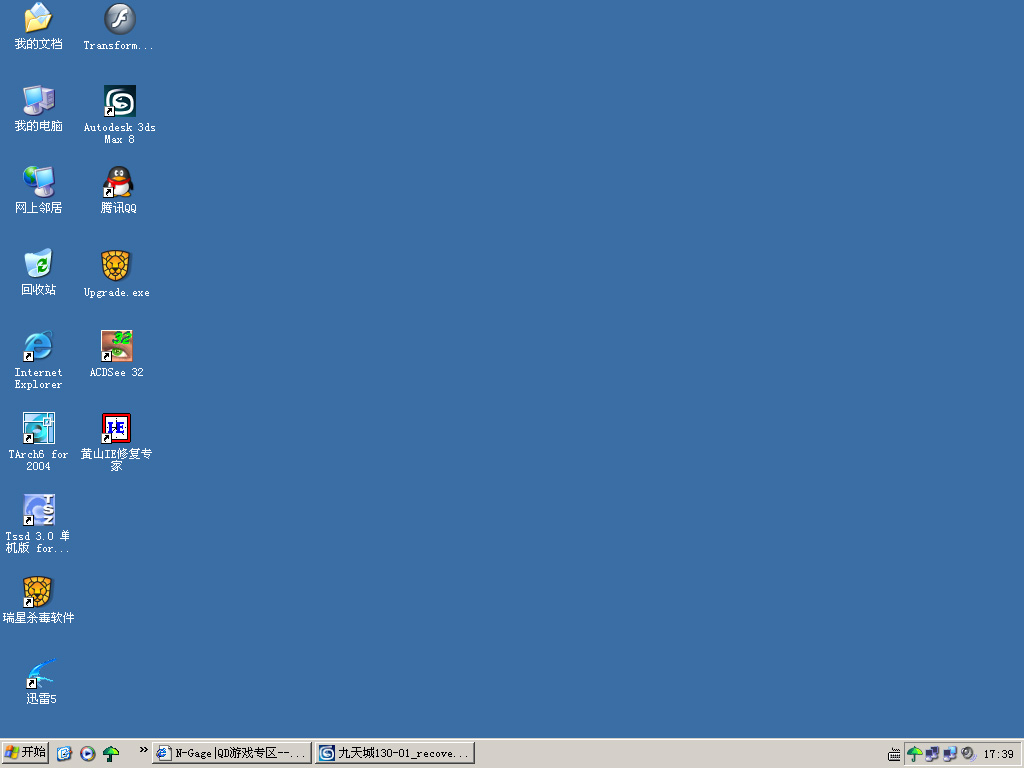 我的文档
Transform...
我的电脑
Autodesk 3ds
Max 8
网上邻居
腾讯QQ
回收站
Upgrade.exe
Internet
Explorer
ACDSee 32
TArch6 for
2004
黄山IE修复专
家
Tssd 3.0 单
机版 for...
瑞星杀毒软件
迅雷5
开始
N-Gage|QD游戏专区--...
九天城130-01_recove...
17:39